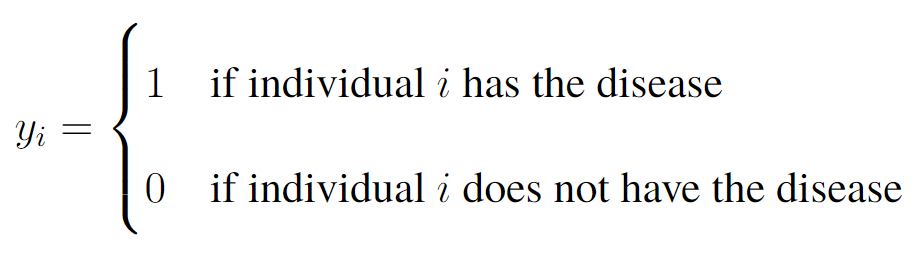 1 if individual i has the disease
yᵢ =
0 if individual i does not have the disease